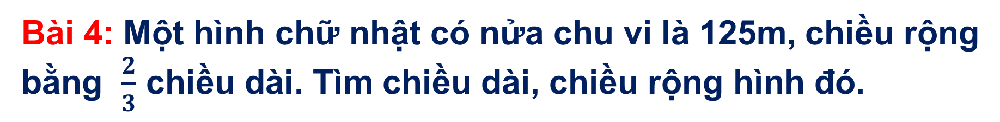 Bài 4: Một hình chữ nhật có nửa chu vi là 125m, chiều rộng
bằng 2/3 chiều dài. Tìm chiều dài, chiều rộng hình đó.